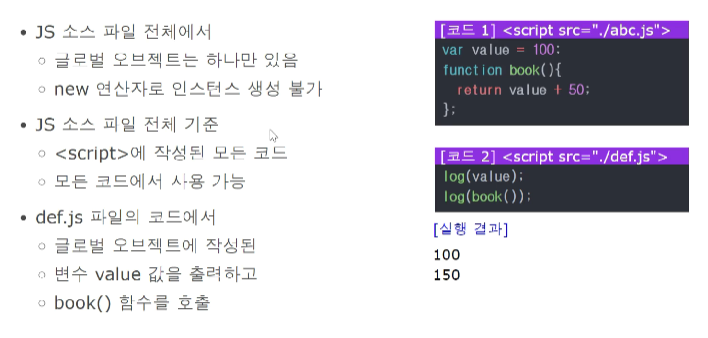 • JS 소스 파일 전체에서
○ 글로벌 오브젝트는 하나만 있음
○ new 연산자로 인스턴스 생성 불가
• JS 소스 파일 전체 기준
○ <script>에 작성된 모든 코드
○ 모든 코드에서 사용 가능
• def.js 파일의 코드에서
○ 글로벌 오브젝트에 작성된
○ 변수 value 값을 출력하고
○ book() 함수를 호출
[코드 1] <script src="./abc.js">
var value = 100;
function book(){
return value + 50;
};
[코드 2] <script src="./def.js">
log(value);
log(book());
[실행 결과]
100
150